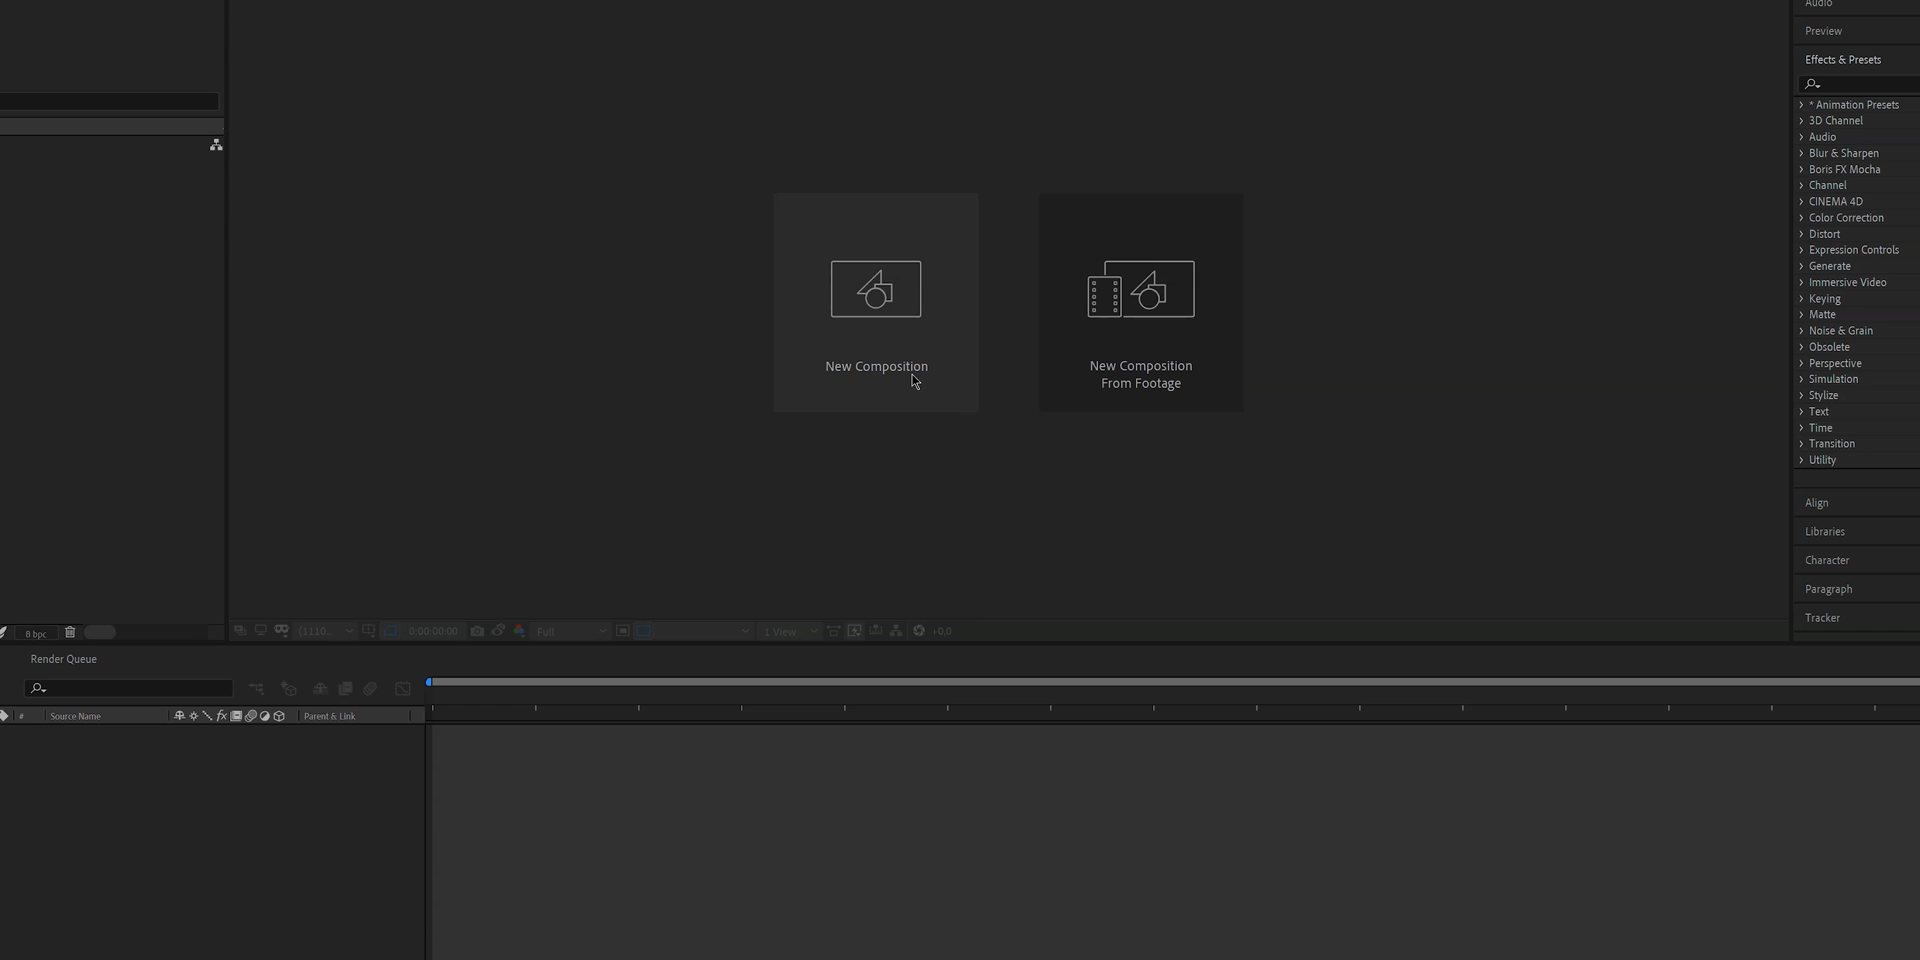 Audio
Preview
Effects & Presets
* Animation Presets
3D Channel
Audio
Blur & Sharpen
Boris FX Mocha
Channel
CINEMA 4D
Color Correction
Distort
Expression Controls
Generate
Immersive Video
Keying
Matte
Noise & Grain
Obsolete
Perspective
Simulation
Stylize
Text
Time
Transition
Utility
Align
Libraries
Character
Paragraph
Tracker
New Composition
New Composition
From Footage
8 bpc
(1110...
0:00:00:00
Full
1 View
+0,0
Render Queue
# Source Name
fx
Parent & Link